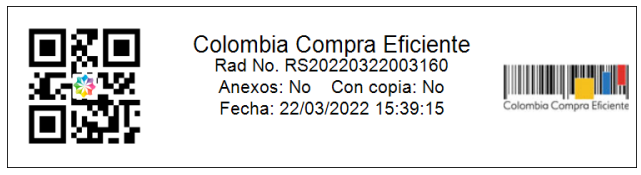 Colombia Compra Eficiente
Rad No. RS20220322003160
Anexos: No    Con copia: No
Fecha: 22/03/2022 15:39:15
Colombia Compra Eficiente